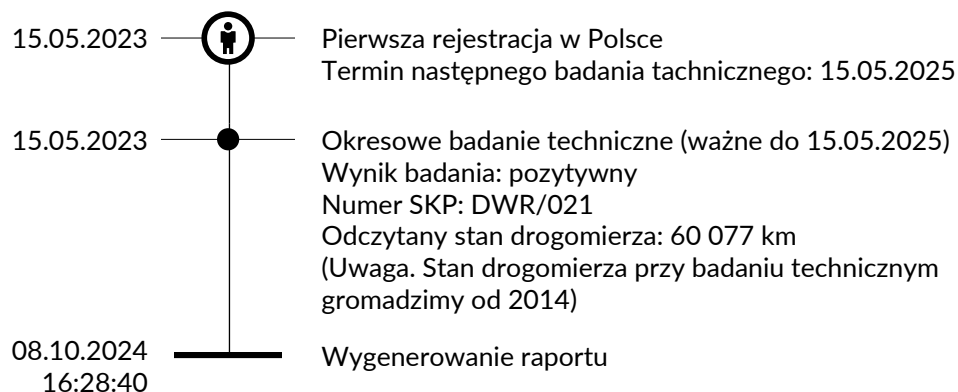 15.05.2023
Pierwsza rejestracja w Polsce
Termin następnego badania tachnicznego: 15.05.2025
15.05.2023
Okresowe badanie techniczne (ważne do 15.05.2025)
Wynik badania: pozytywny
Numer SKP: DWR/021
Odczytany stan drogomierza: 60 077 km
(Uwaga. Stan drogomierza przy badaniu technicznym
gromadzimy od 2014)
08.10.2024
16:28:40
Wygenerowanie raportu